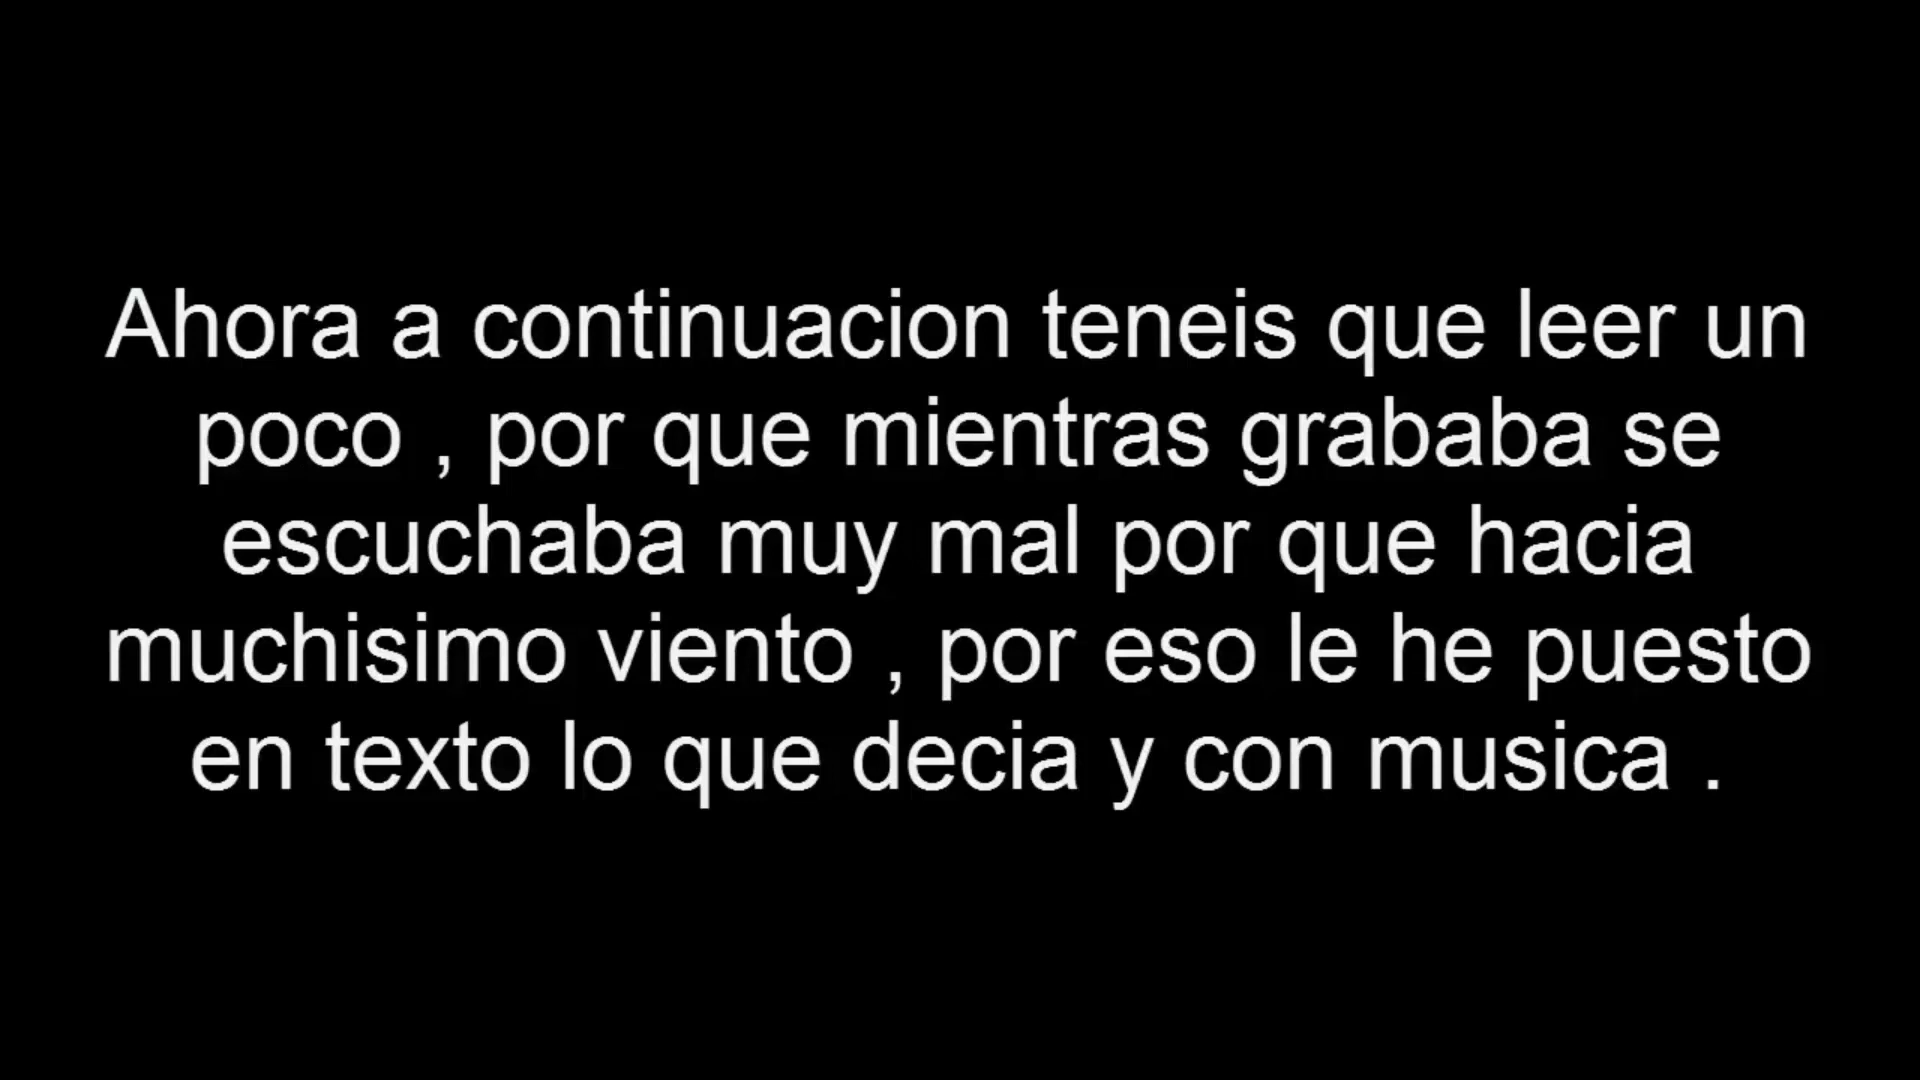 Ahora a continuacion teneis que leer un
poco , por que mientras grababa se
escuchaba muy mal por que hacia
muchisimo viento , por eso le he puesto
en texto lo que decia y con musica .